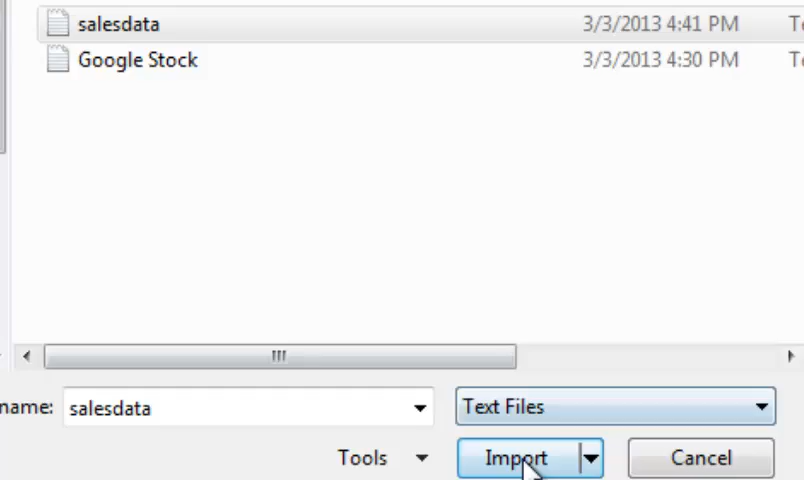 salesdata 3/3/2013 4:41 PM
Google Stock 3/3/2013 4:30 PM
name: salesdata Text Files
Tools Import Cancel